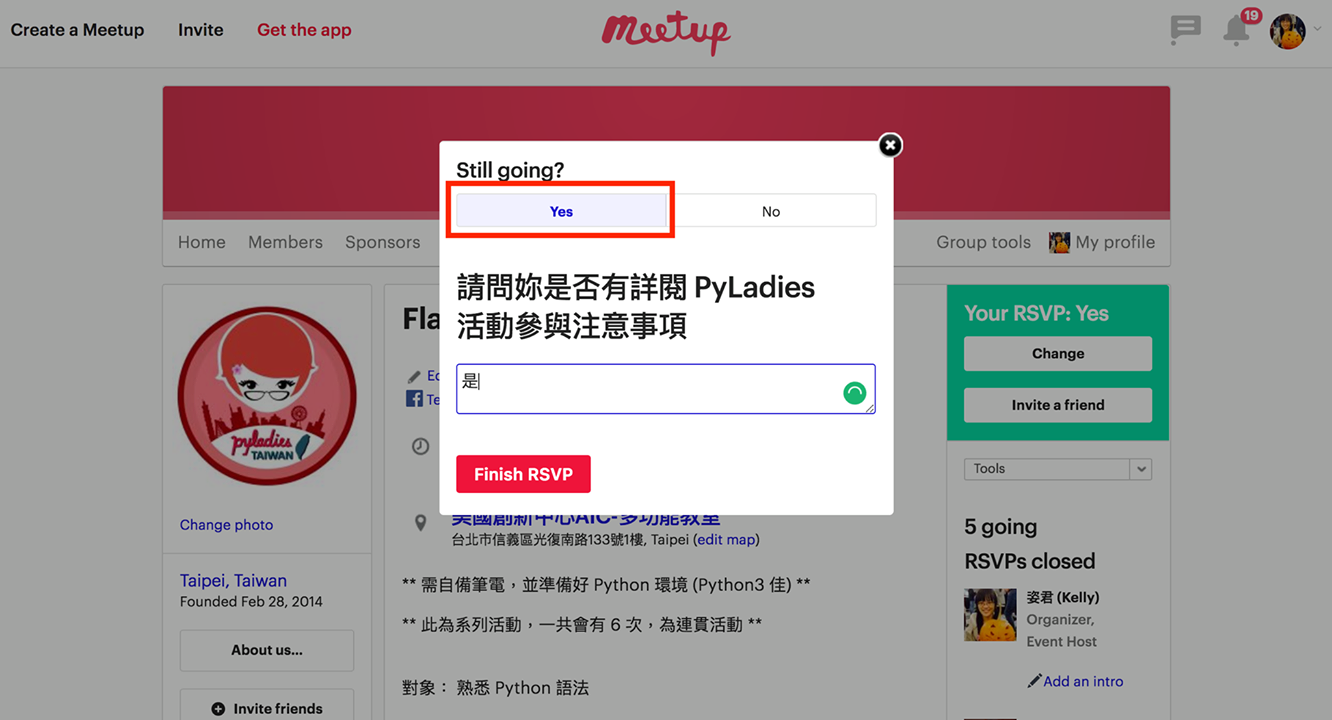 Create a Meetup
Invite
Get the app
Meetup
19
Still going?
Yes
No
Home
Members
Sponsors
Group tools
My profile
請問妳是否有詳閱 PyLadies
活動參與注意事項
是
Finish RSVP
pyladies
TAIWAN
Change photo
Taipei, Taiwan
Founded Feb 28, 2014
About us...
Invite friends
Fla
Ed
Te
美國創新中心AIC-多功能教室
台北市信義區光復南路133號1樓, Taipei (edit map)
** 需自備筆電，並準備好 Python 環境 (Python3 佳) **
** 此為系列活動，一共會有 6 次，為連貫活動 **
對象： 熟悉 Python 語法
Your RSVP: Yes
Change
Invite a friend
Tools
5 going
RSVPs closed
姿君 (Kelly)
Organizer,
Event Host
Add an intro